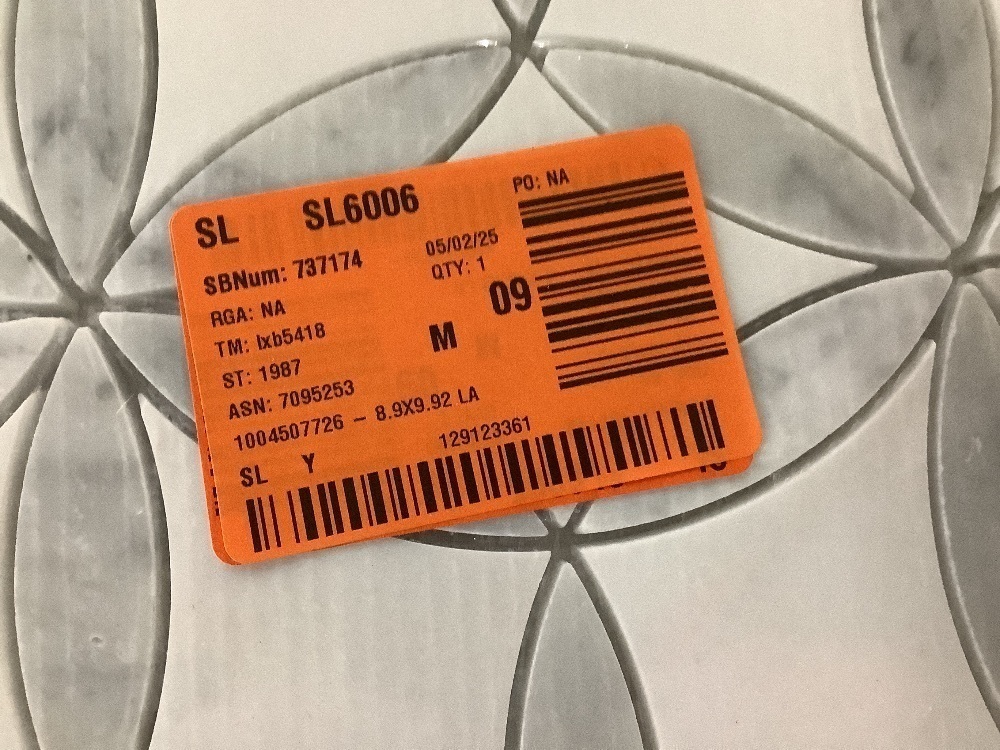 SL SL6006
PO: NA
SBNum: 737174
05/02/25
RGA: NA
QTY: 1
09
TM: lxb5418
M
ST: 1987
ASN: 7095253
1004507726 – 8.9X9.92 LA
SL Y
129123361